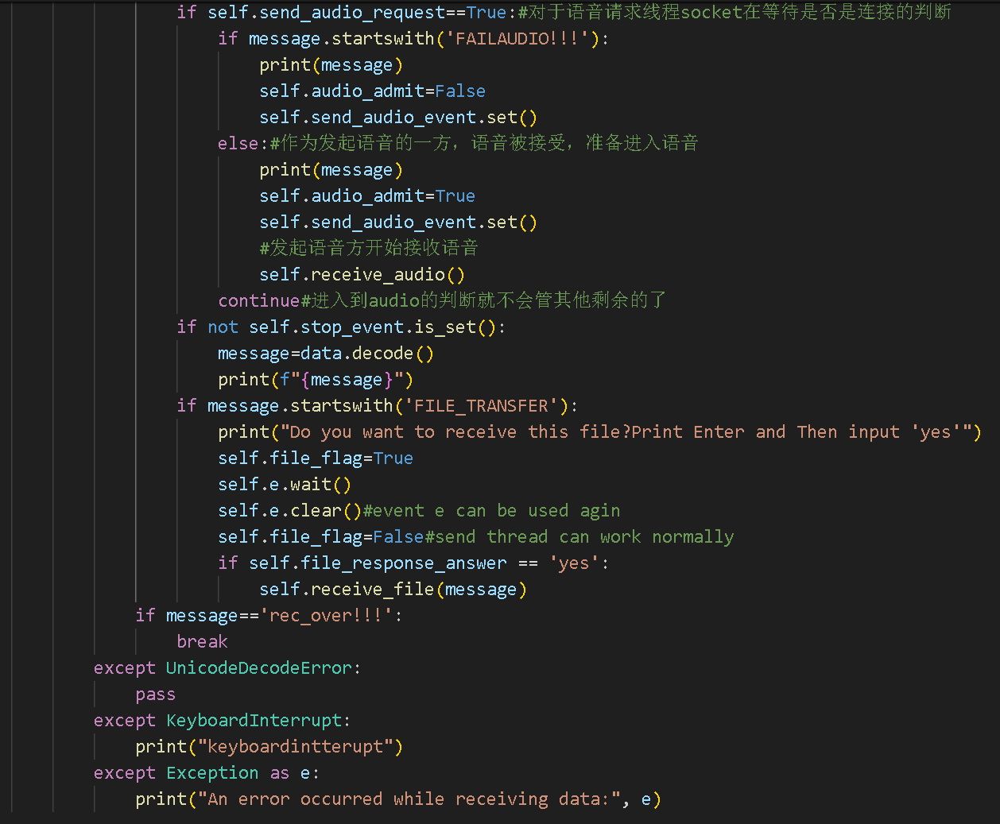 if self.send_audio_request==True:#对于语音请求线程socket在等待是否是连接的判断
if message.startswith('FAILAUDIO!!!'):
print(message)
self.audio_admit=False
self.send_audio_event.set()
else:#作为发起语音的一方，语音被接受，准备进入语音
print(message)
self.audio_admit=True
self.send_audio_event.set()
#发起语音方开始接收语音
self.receive_audio()
continue#进入到audio的判断就不会管其他剩余的了
if not self.stop_event.is_set():
message=data.decode()
print(f"{message}")
if message.startswith('FILE_TRANSFER'):
print("Do you want to receive this file?Print Enter and Then input 'yes'")
self.file_flag=True
self.e.wait()
self.e.clear()#event e can be used agin
self.file_flag=False#send thread can work normally
if self.file_response_answer == 'yes':
self.receive_file(message)
if message=='rec_over!!!':
break
except UnicodeDecodeError:
pass
except KeyboardInterrupt:
print("keyboardintterupt")
except Exception as e:
print("An error occurred while receiving data:", e)